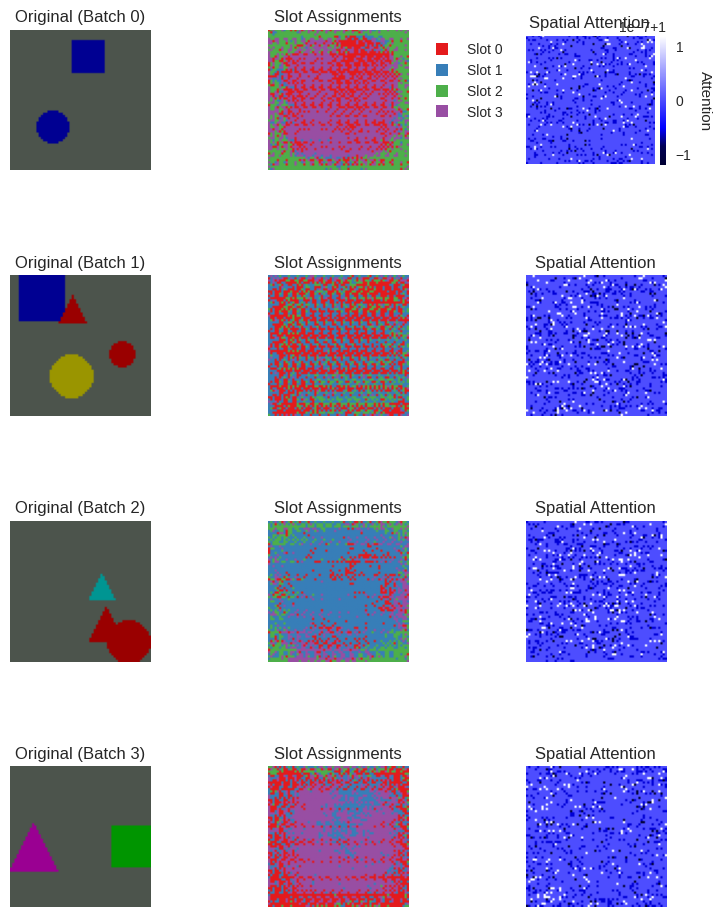 Original (Batch 0)
Slot Assignments
Slot 0
Slot 1
Slot 2
Slot 3
Spatial Attention
1e−7+1
1
0
−1
Attention
Original (Batch 1)
Slot Assignments
Spatial Attention
Original (Batch 2)
Slot Assignments
Spatial Attention
Original (Batch 3)
Slot Assignments
Spatial Attention